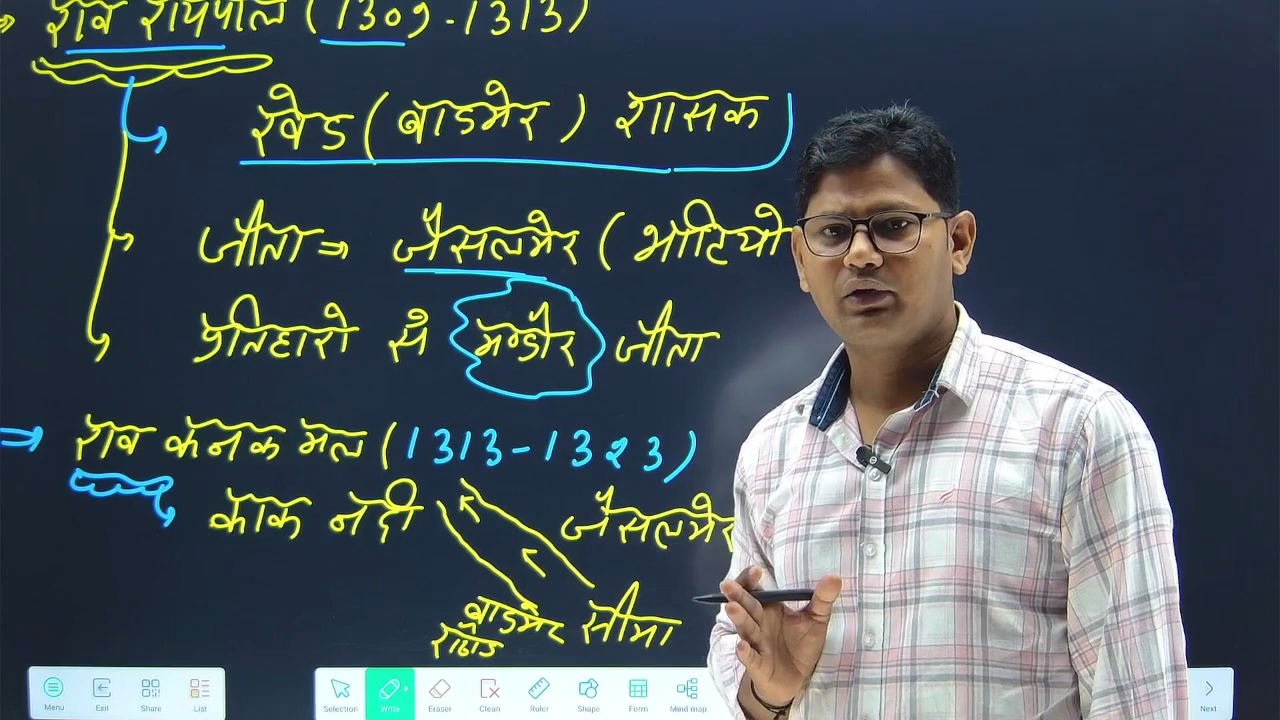 राव रायपाल (1309-1313)
खेड (बाडमेर) शासक
जीता⇒ जैसलमेर (भाटियो
प्रतिहारो से मण्डोर जीता
⇒ राव कनक मल (1313-1323)
काक नदी जैसलमेर
बाडमेर सीमा
राठौड
Menu Exit Share List Selection Write Eraser Clean Ruler Shape Form Mind map Next